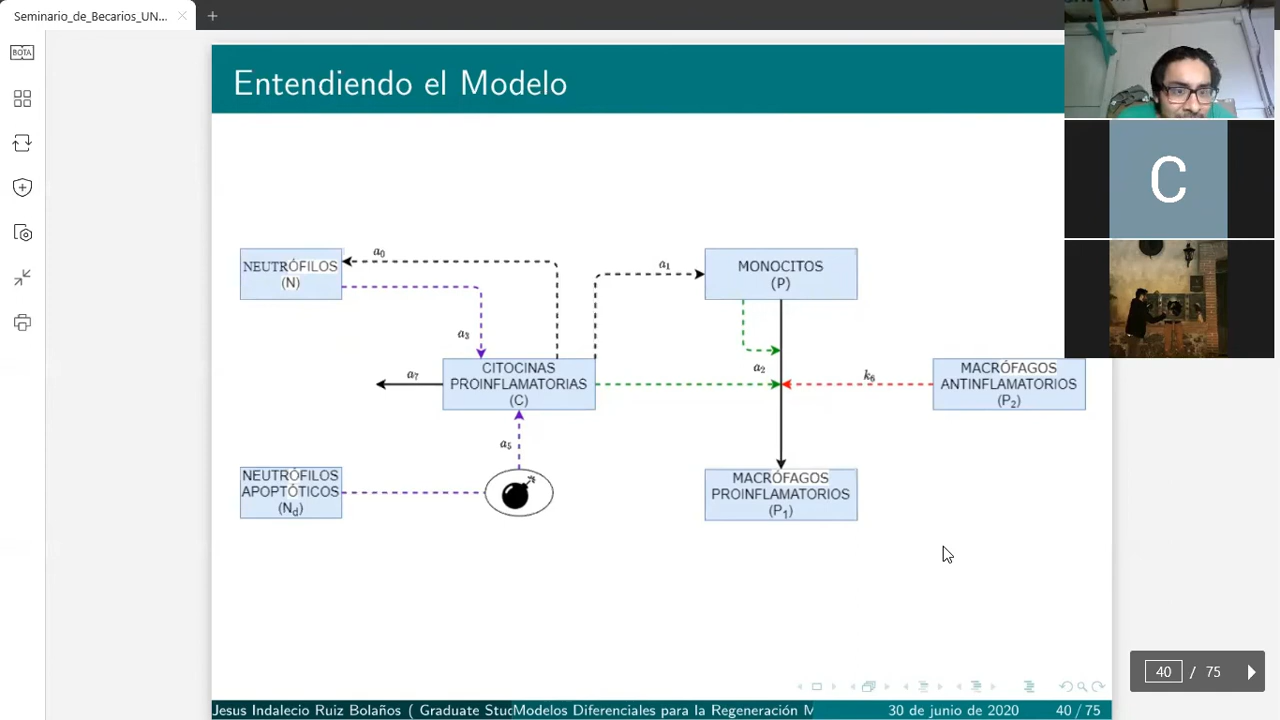 Seminario_de_Becarios_UN...
BOTA
Entendiendo el Modelo
NEUTRÓFILOS
(N)
a0
a1
MONOCITOS
(P)
a3
a2
CITOCINAS
PROINFLAMATORIAS
(C)
a7
k6
MACRÓFAGOS
ANTINFLAMATORIOS
(P2)
a5
NEUTRÓFILOS
APOPTÓTICOS
(Nd)
MACRÓFAGOS
PROINFLAMATORIOS
(P1)
C
40 / 75
Jesus Indalecio Ruiz Bolaños ( Graduate Stud
Modelos Diferenciales para la Regeneración M
30 de junio de 2020
40 / 75